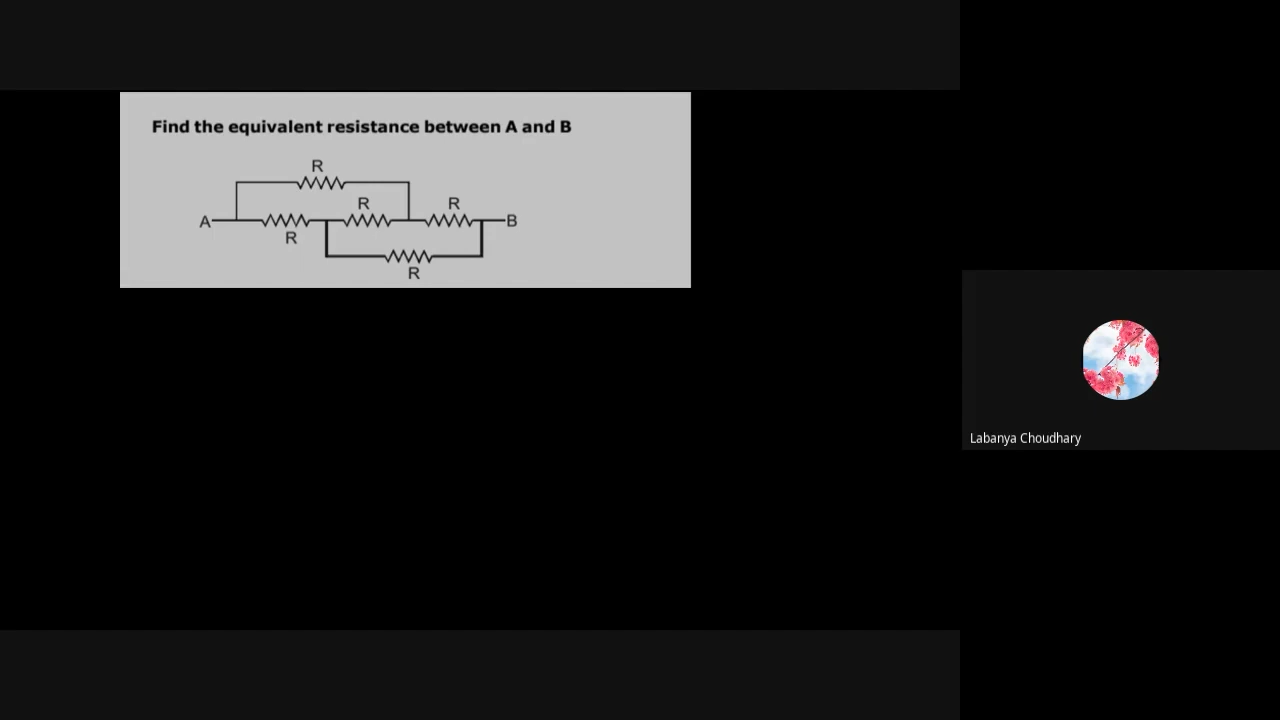 Find the equivalent resistance between A and B
R
R
R
A
B
R
R
Labanya Choudhary